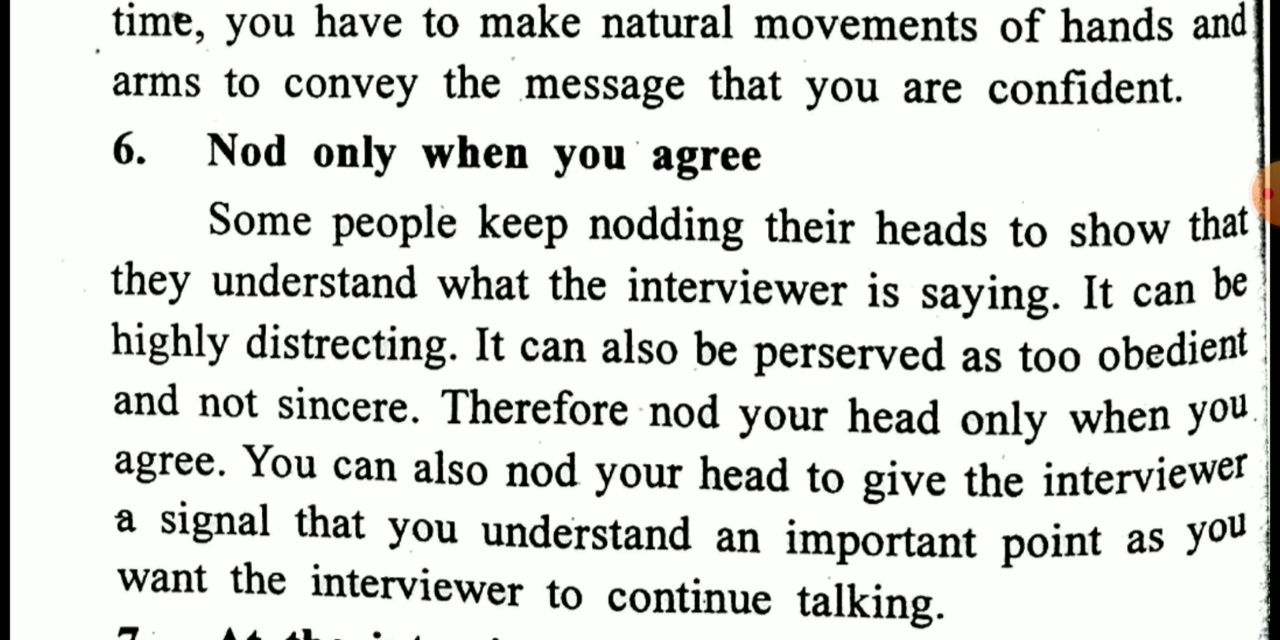 time, you have to make natural movements of hands and
arms to convey the message that you are confident.
6. Nod only when you agree
Some people keep nodding their heads to show that
they understand what the interviewer is saying. It can be
highly distrecting. It can also be perserved as too obedient
and not sincere. Therefore nod your head only when you
agree. You can also nod your head to give the interviewer
a signal that you understand an important point as you
want the interviewer to continue talking.